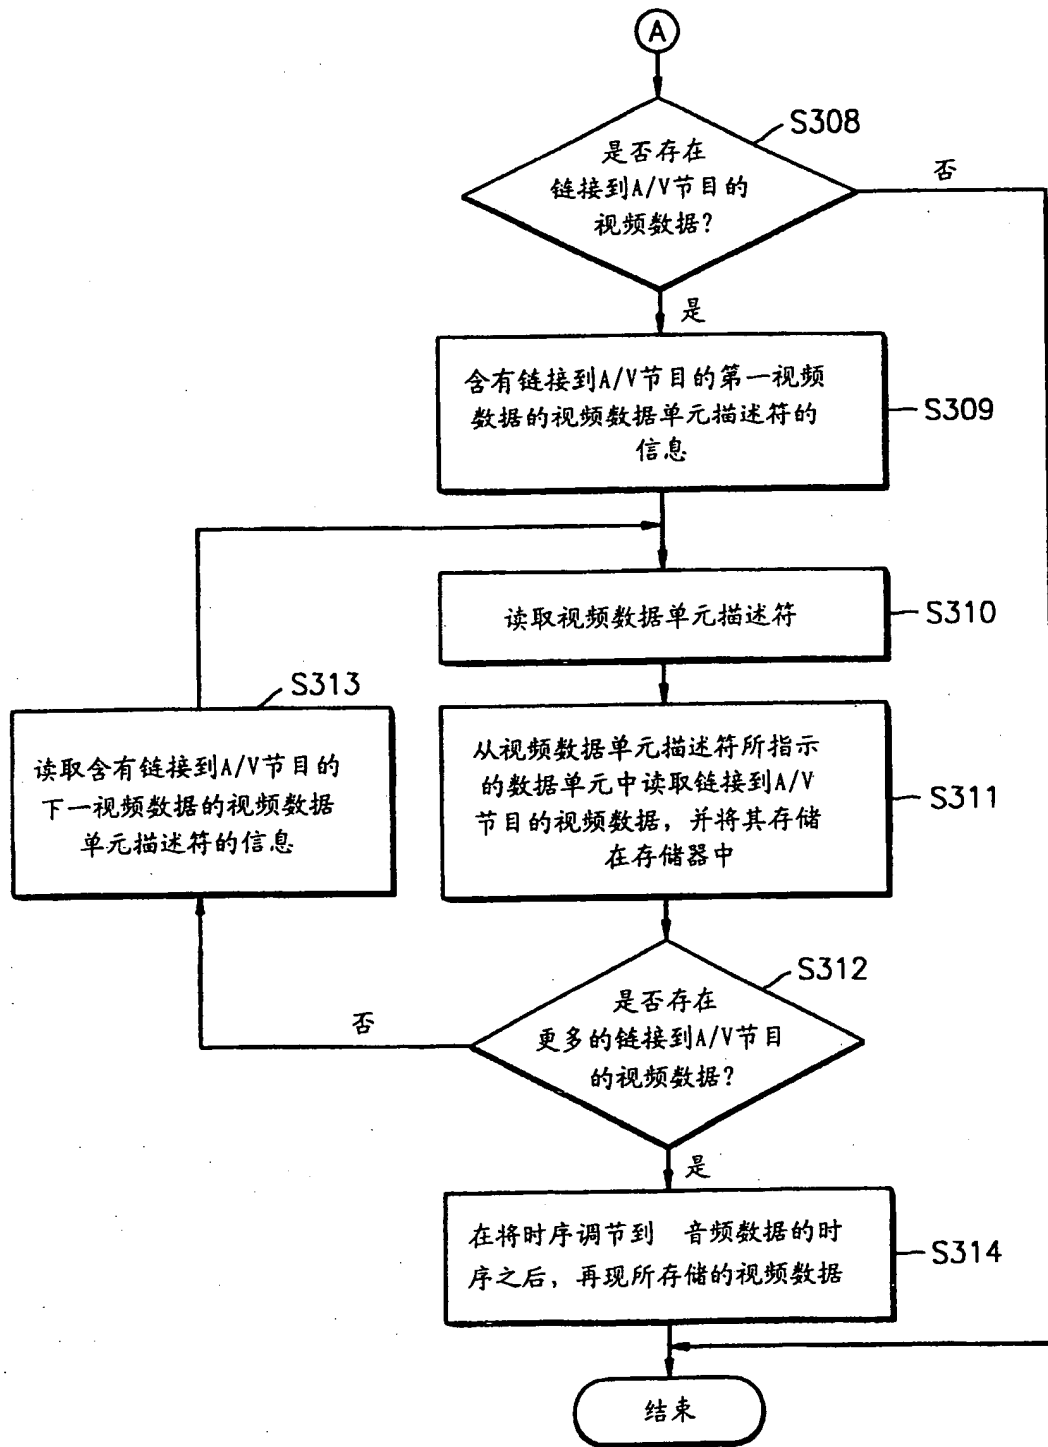 A
S308
是否存在
链接到A/V节目的
视频数据?
否
是
含有链接到A/V节目的第一视频
数据的视频数据单元描述符的
信息
S309
读取视频数据单元描述符
S310
S313
读取含有链接到A/V节目的
下一视频数据的视频数据
单元描述符的信息
从视频数据单元描述符所指示
的数据单元中读取链接到A/V
节目的视频数据，并将其存储
在存储器中
S311
S312
是否存在
更多的链接到A/V节目
的视频数据?
否
是
在将时序调节到 音频数据的时
序之后，再现所存储的视频数据
S314
结束